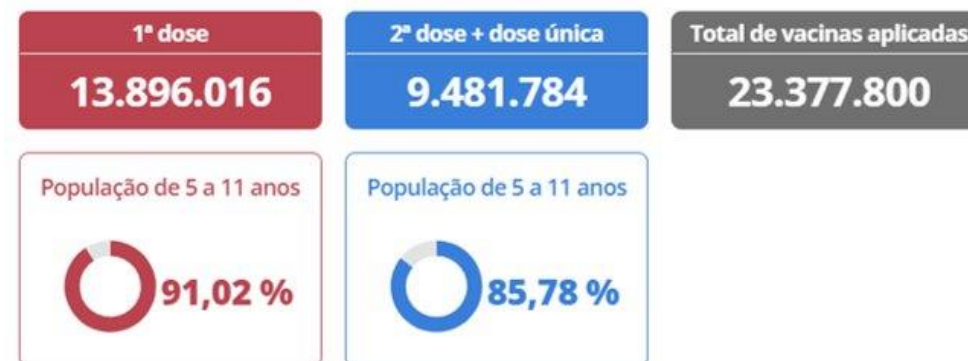 1ª dose
13.896.016
2ª dose + dose única
9.481.784
Total de vacinas aplicadas
23.377.800
População de 5 a 11 anos
91,02 %
População de 5 a 11 anos
85,78 %